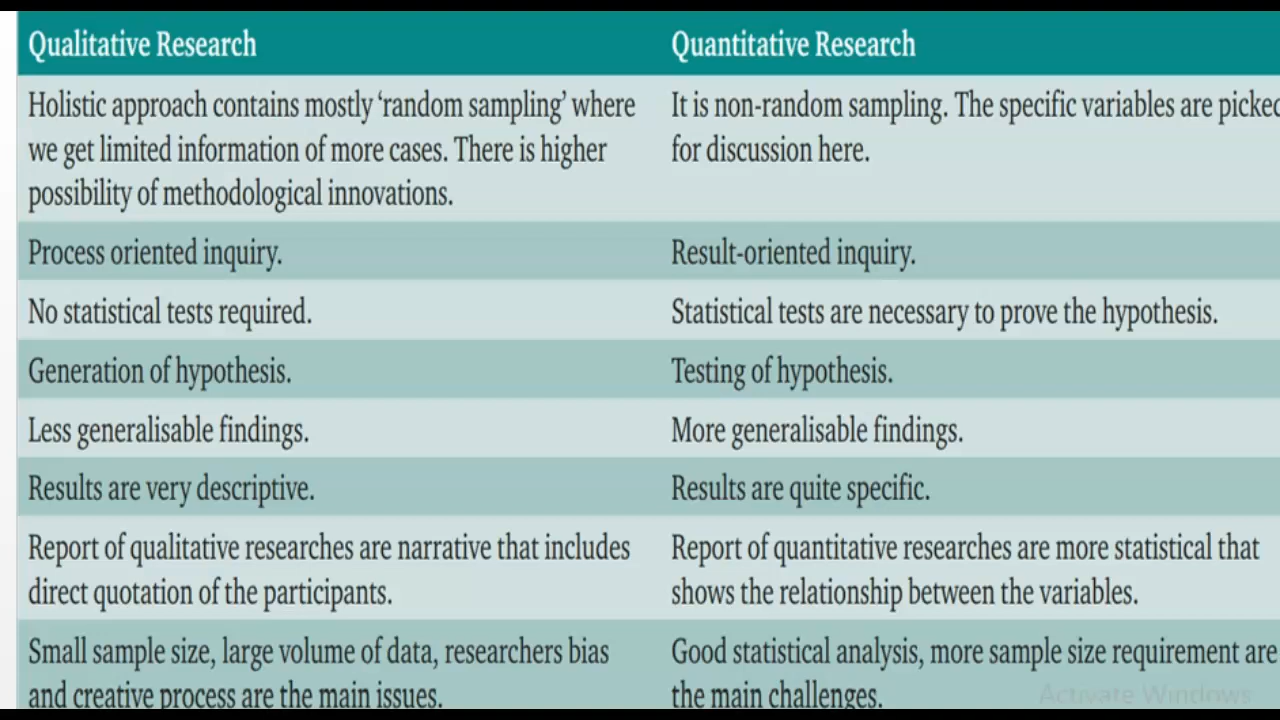 Qualitative Research
Quantitative Research
Holistic approach contains mostly ‘random sampling’ where
we get limited information of more cases. There is higher
possibility of methodological innovations.
It is non-random sampling. The specific variables are picked
for discussion here.
Process oriented inquiry.
Result-oriented inquiry.
No statistical tests required.
Statistical tests are necessary to prove the hypothesis.
Generation of hypothesis.
Testing of hypothesis.
Less generalisable findings.
More generalisable findings.
Results are very descriptive.
Results are quite specific.
Report of qualitative researches are narrative that includes
direct quotation of the participants.
Report of quantitative researches are more statistical that
shows the relationship between the variables.
Small sample size, large volume of data, researchers bias
and creative process are the main issues.
Good statistical analysis, more sample size requirement are
the main challenges.
Activate Windows